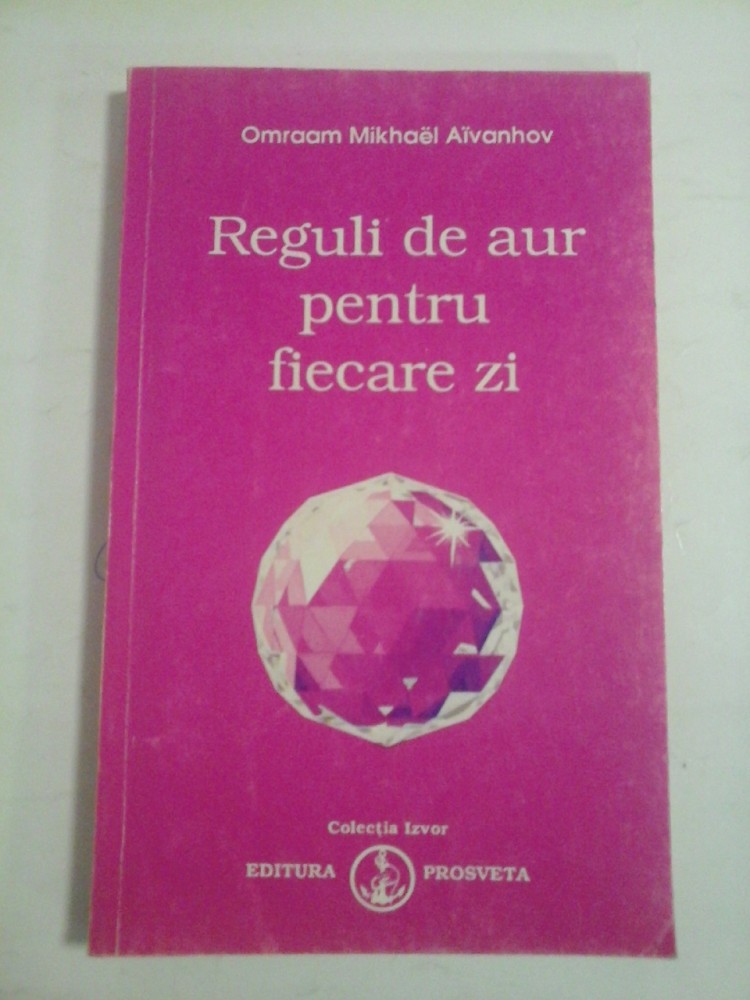 Omraam Mikhaël Aïvanhov
Reguli de aur
pentru
fiecare zi
Colecția Izvor
EDITURA PROSVETA